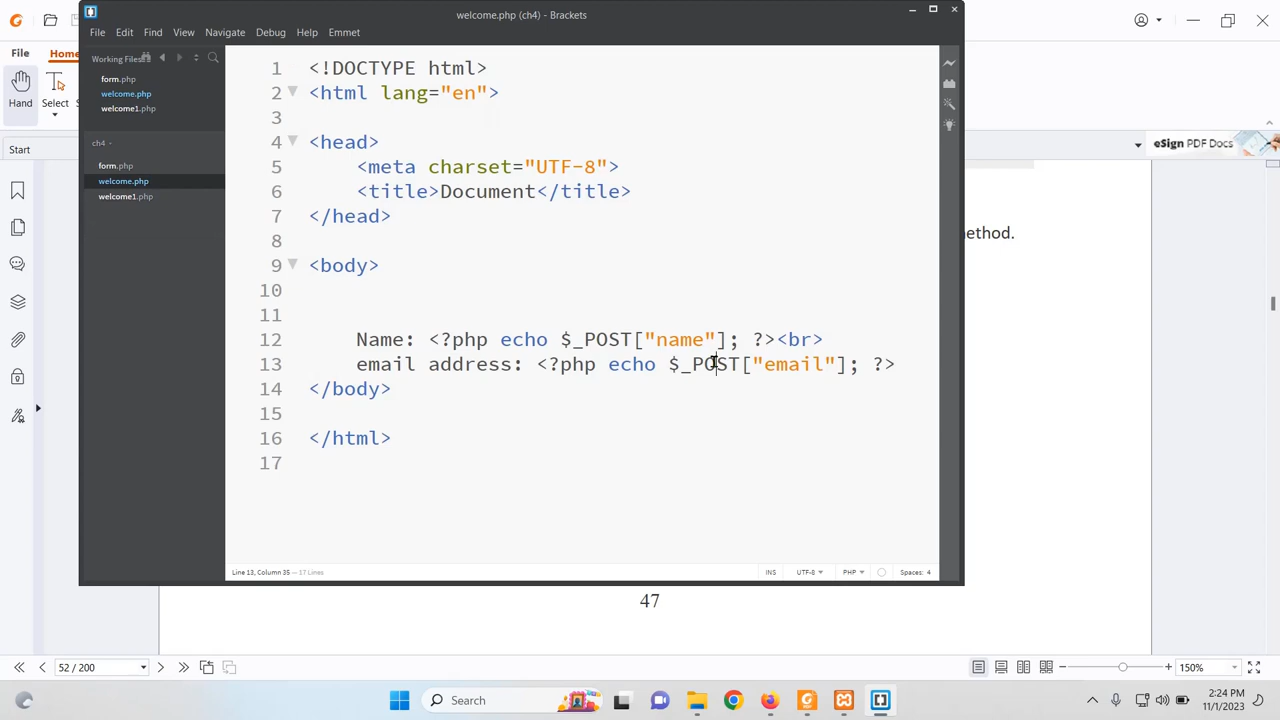 welcome.php (ch4) - Brackets
File Edit Find View Navigate Debug Help Emmet
File
Home
Hand
Select
Start
Working Files
form.php
welcome.php
welcome1.php
ch4
form.php
welcome.php
welcome1.php
1 <!DOCTYPE html>
2 <html lang="en">
3
4 <head>
5 <meta charset="UTF-8">
6 <title>Document</title>
7 </head>
8
9 <body>
10
11
12 Name: <?php echo $_POST["name"]; ?><br>
13 email address: <?php echo $_POST["email"]; ?>
14 </body>
15
16 </html>
17
Line 13, Column 35 — 17 Lines
INS UTF-8 PHP Spaces: 4
eSign PDF Docs
47
52 / 200
150%
Search
2:24 PM
11/1/2023